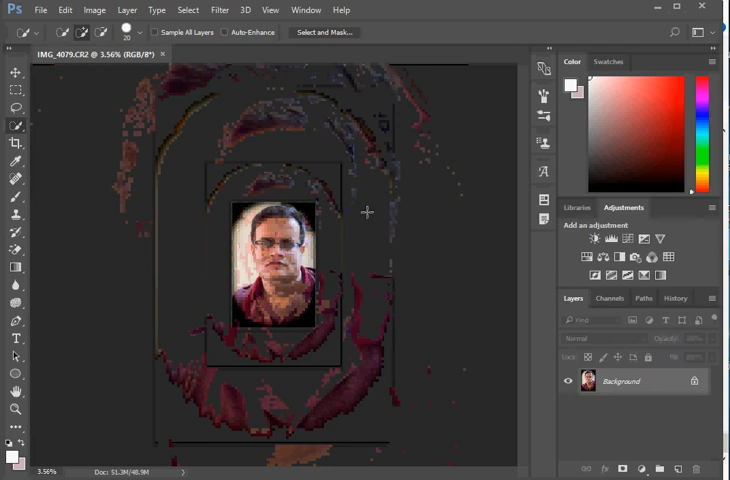 Ps File Edit Image Layer Type Select Filter 3D View Window Help
20 Sample All Layers Auto-Enhance Select and Mask...
IMG_4079.CR2 @ 3.56% (RGB/8*) ×
Color Swatches
Libraries Adjustments
Add an adjustment
Layers Channels Paths History
Find
Normal Opacity:
Lock: Fill:
Background
3.56% Doc: 51.3M/48.9M